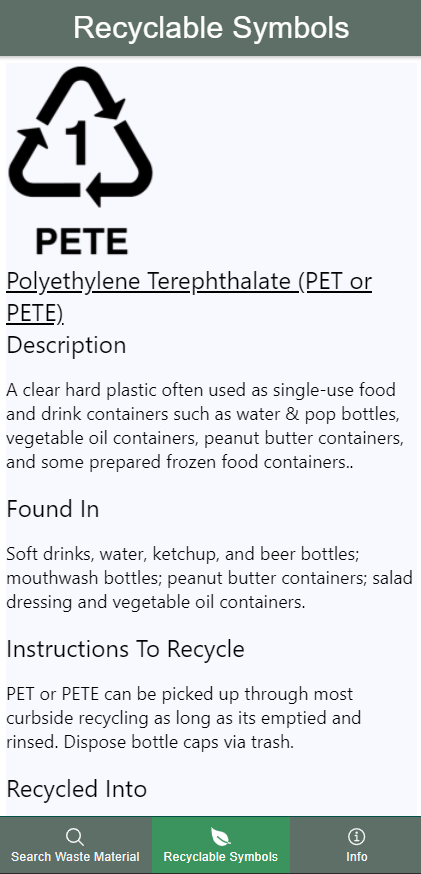 Recyclable Symbols
1
PETE
Polyethylene Terephthalate (PET or
PETE)
Description
A clear hard plastic often used as single-use food
and drink containers such as water & pop bottles,
vegetable oil containers, peanut butter containers,
and some prepared frozen food containers..
Found In
Soft drinks, water, ketchup, and beer bottles;
mouthwash bottles; peanut butter containers; salad
dressing and vegetable oil containers.
Instructions To Recycle
PET or PETE can be picked up through most
curbside recycling as long as its emptied and
rinsed. Dispose bottle caps via trash.
Recycled Into
Search Waste Material
Recyclable Symbols
Info